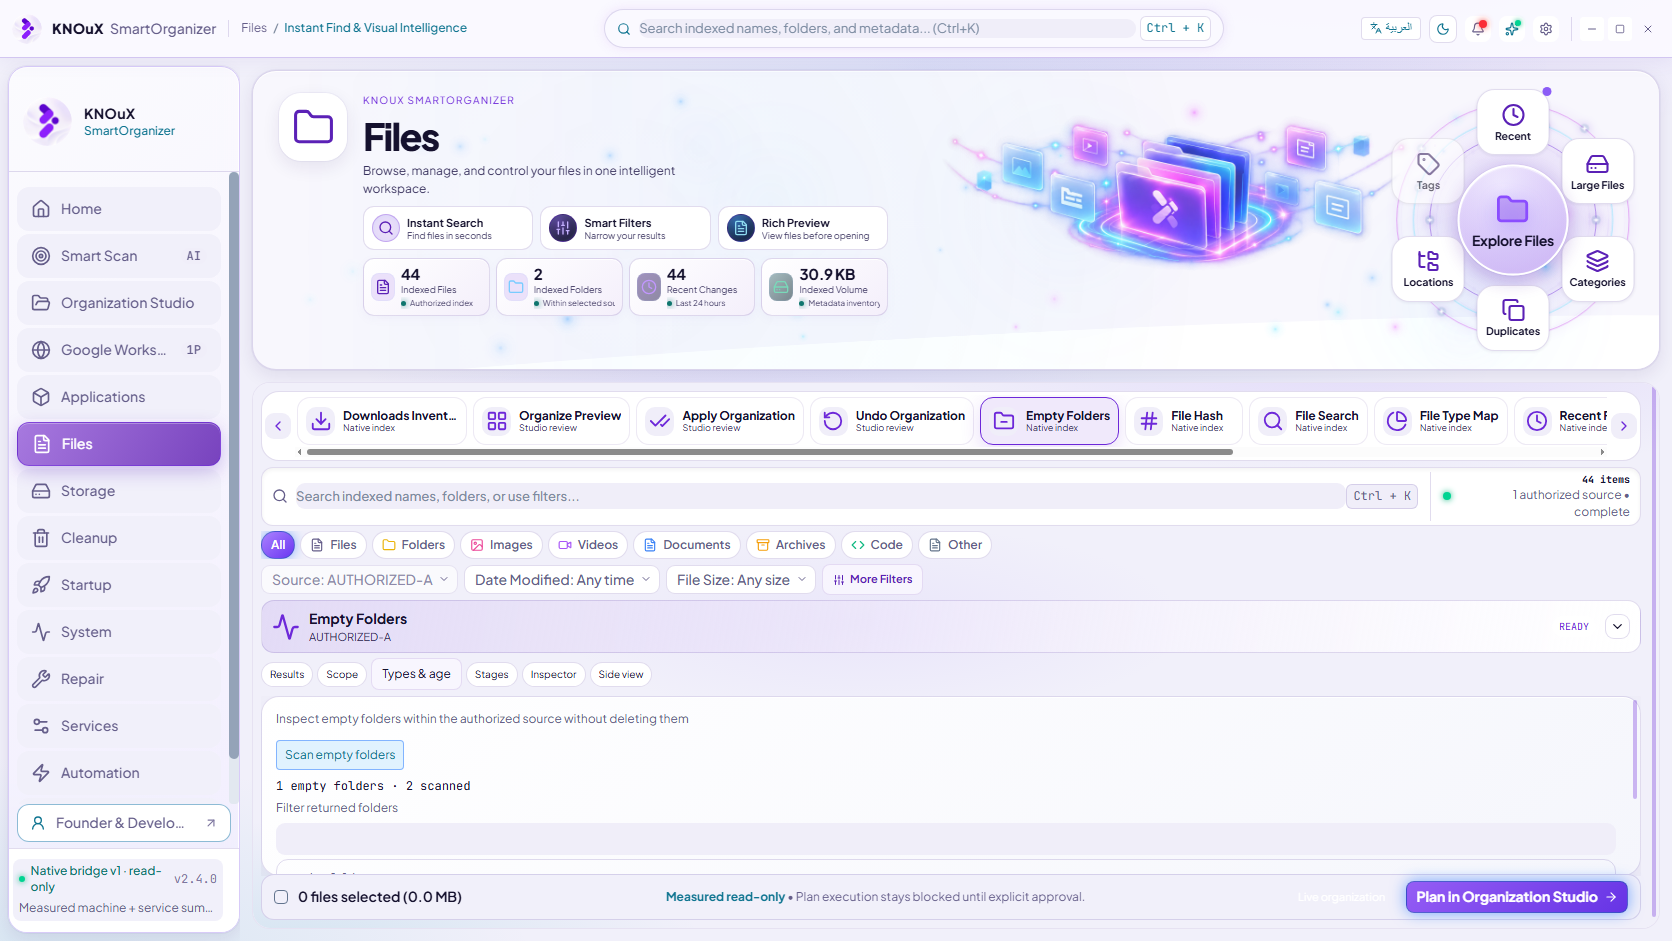 KNOuX SmartOrganizer
Files / Instant Find & Visual Intelligence
Search indexed names, folders, and metadata... (Ctrl+K)
Ctrl + K
العربية
KNOuX
SmartOrganizer
Home
Smart Scan AI
Organization Studio
Google Works... 1P
Applications
Files
Storage
Cleanup
Startup
System
Repair
Services
Automation
Founder & Develo...
Native bridge v1 · read-only
v2.4.0
Measured machine + service sum...
KNOUX SMARTORGANIZER
Files
Browse, manage, and control your files in one intelligent
workspace.
Instant Search
Find files in seconds
Smart Filters
Narrow your results
Rich Preview
View files before opening
44
Indexed Files
Authorized index
2
Indexed Folders
Within selected sou
44
Recent Changes
Last 24 hours
30.9 KB
Indexed Volume
Metadata inventory
Recent
Tags
Large Files
Explore Files
Locations
Categories
Duplicates
Downloads Invent...
Native index
Organize Preview
Studio review
Apply Organization
Studio review
Undo Organization
Studio review
Empty Folders
Native index
File Hash
Native index
File Search
Native index
File Type Map
Native index
Recent F
Native inde
Search indexed names, folders, or use filters...
Ctrl + K
44 items
1 authorized source •
complete
All
Files
Folders
Images
Videos
Documents
Archives
Code
Other
Source: AUTHORIZED-A
Date Modified: Any time
File Size: Any size
More Filters
Empty Folders
AUTHORIZED-A
READY
Results
Scope
Types & age
Stages
Inspector
Side view
Inspect empty folders within the authorized source without deleting them
Scan empty folders
1 empty folders · 2 scanned
Filter returned folders
0 files selected (0.0 MB)
Measured read-only • Plan execution stays blocked until explicit approval.
Live organization
Plan in Organization Studio →